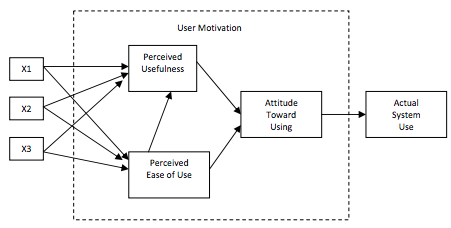 User Motivation
X1
X2
X3
Perceived
Usefulness
Perceived
Ease of Use
Attitude
Toward
Using
Actual
System
Use